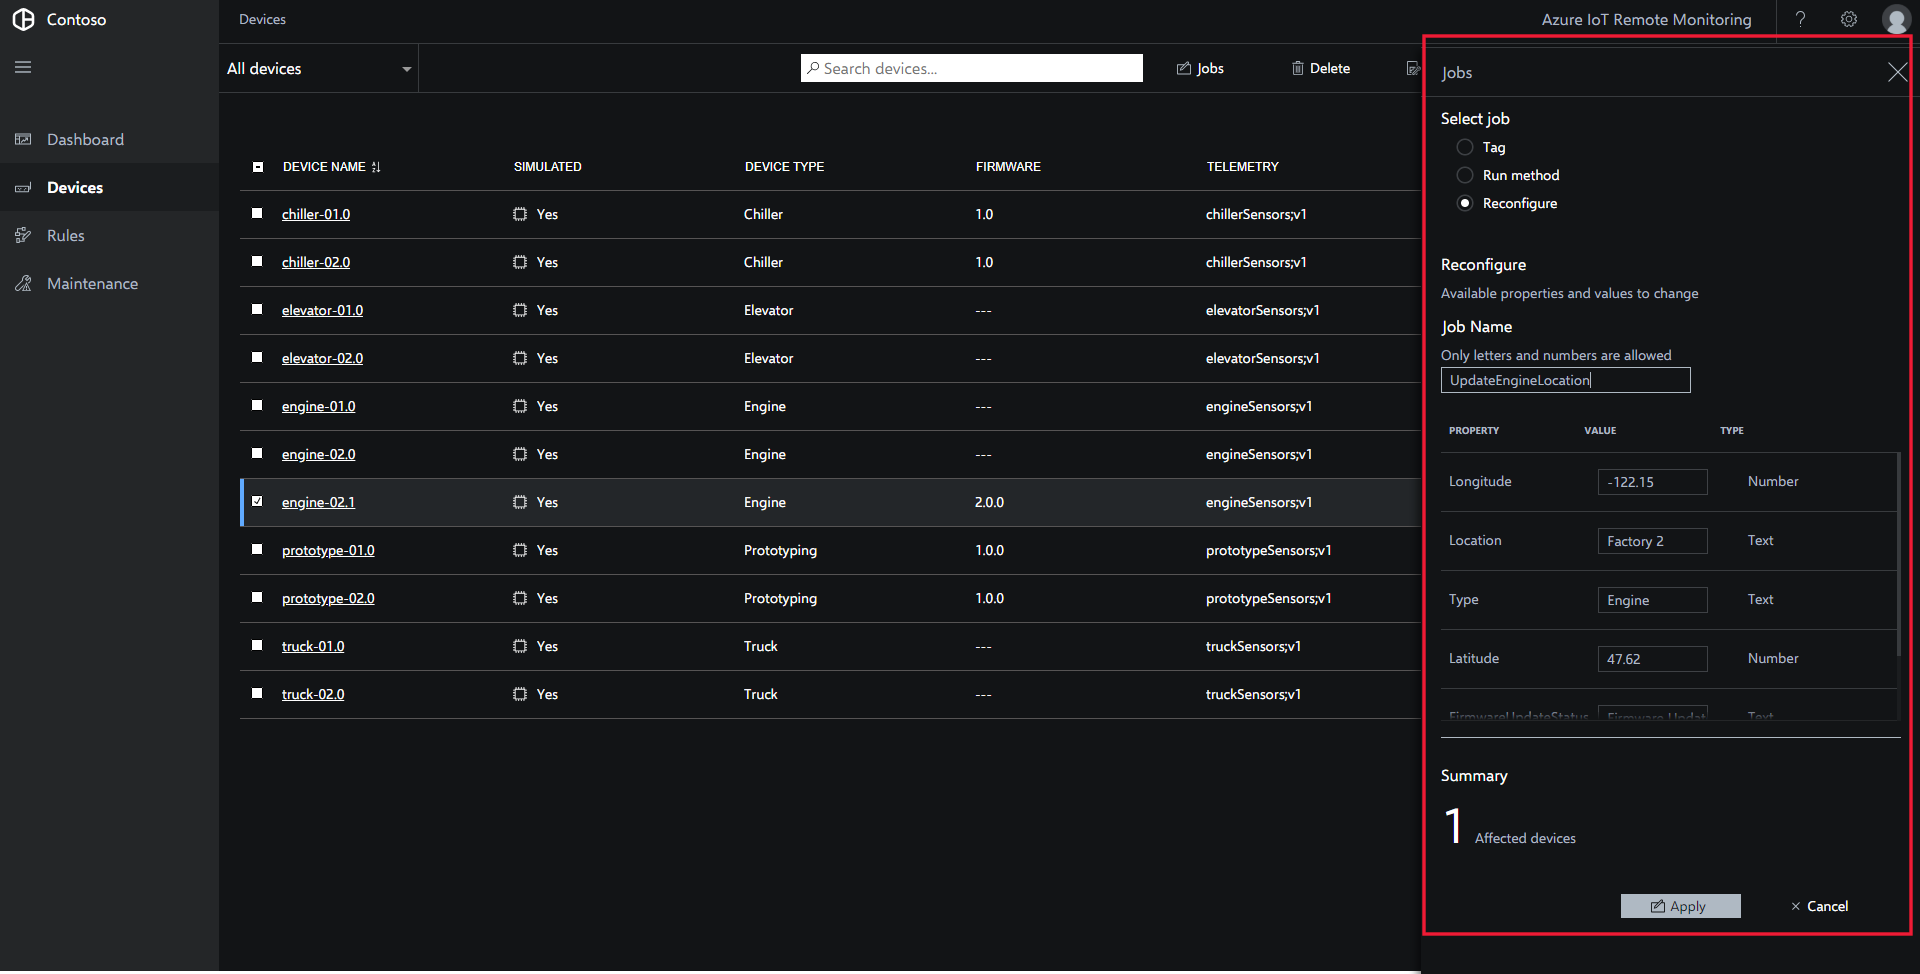 Contoso
Devices
Azure IoT Remote Monitoring
?
All devices
Search devices...
Jobs
Delete
Dashboard
Devices
Rules
Maintenance
DEVICE NAME SIMULATED DEVICE TYPE FIRMWARE TELEMETRY
chiller-01.0 Yes Chiller 1.0 chillerSensors;v1
chiller-02.0 Yes Chiller 1.0 chillerSensors;v1
elevator-01.0 Yes Elevator --- elevatorSensors;v1
elevator-02.0 Yes Elevator --- elevatorSensors;v1
engine-01.0 Yes Engine --- engineSensors;v1
engine-02.0 Yes Engine --- engineSensors;v1
engine-02.1 Yes Engine 2.0.0 engineSensors;v1
prototype-01.0 Yes Prototyping 1.0.0 prototypeSensors;v1
prototype-02.0 Yes Prototyping 1.0.0 prototypeSensors;v1
truck-01.0 Yes Truck --- truckSensors;v1
truck-02.0 Yes Truck --- truckSensors;v1
Jobs
Select job
Tag
Run method
Reconfigure
Reconfigure
Available properties and values to change
Job Name
Only letters and numbers are allowed
UpdateEngineLocation
PROPERTY VALUE TYPE
Longitude -122.15 Number
Location Factory 2 Text
Type Engine Text
Latitude 47.62 Number
FirmwareUpdateStatus Firmware Updat Text
Summary
1 Affected devices
Apply
Cancel